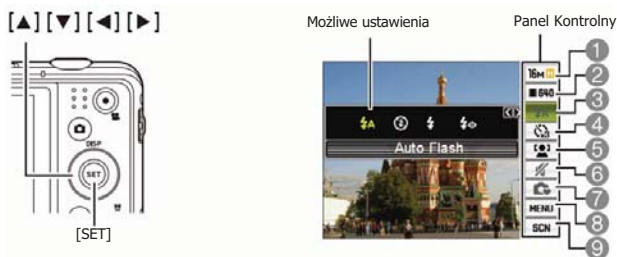 [▲] [▼] [◄] [►]
DISP
SET
[SET]
Możliwe ustawienia
Panel Kontrolny
Auto Flash
16M
640
MENU
SCN
1
2
3
4
5
6
7
8
9